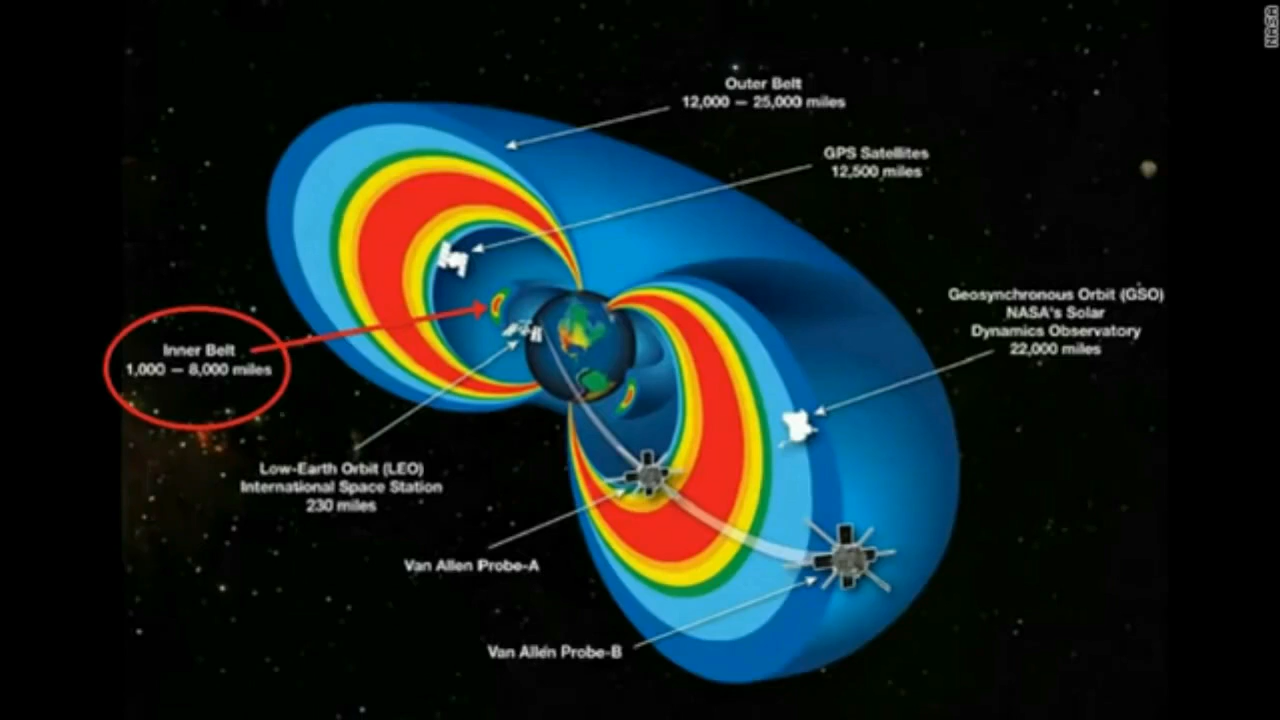 NASA
Outer Belt
12,000 — 25,000 miles
GPS Satellites
12,500 miles
Geosynchronous Orbit (GSO)
NASA's Solar
Dynamics Observatory
22,000 miles
Inner Belt
1,000 — 8,000 miles
Low-Earth Orbit (LEO)
International Space Station
230 miles
Van Allen Probe-A
Van Allen Probe-B